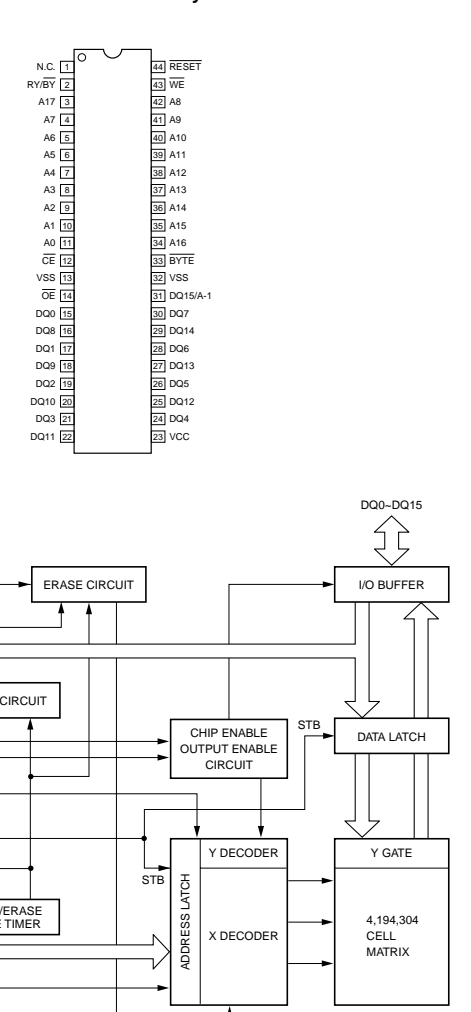 N.C. 1 44 RESET
RY/BY 2 43 WE
A17 3 42 A8
A7 4 41 A9
A6 5 40 A10
A5 6 39 A11
A4 7 38 A12
A3 8 37 A13
A2 9 36 A14
A1 10 35 A15
A0 11 34 A16
CE 12 33 BYTE
VSS 13 32 VSS
OE 14 31 DQ15/A-1
DQ0 15 30 DQ7
DQ8 16 29 DQ14
DQ1 17 28 DQ6
DQ9 18 27 DQ13
DQ2 19 26 DQ5
DQ10 20 25 DQ12
DQ3 21 24 DQ4
DQ11 22 23 VCC
DQ0~DQ15
ERASE CIRCUIT
I/O BUFFER
CIRCUIT
CHIP ENABLE
OUTPUT ENABLE
CIRCUIT
STB
DATA LATCH
STB
ADDRESS LATCH
Y DECODER
Y GATE
X DECODER
4,194,304
CELL
MATRIX
/ERASE
E TIMER